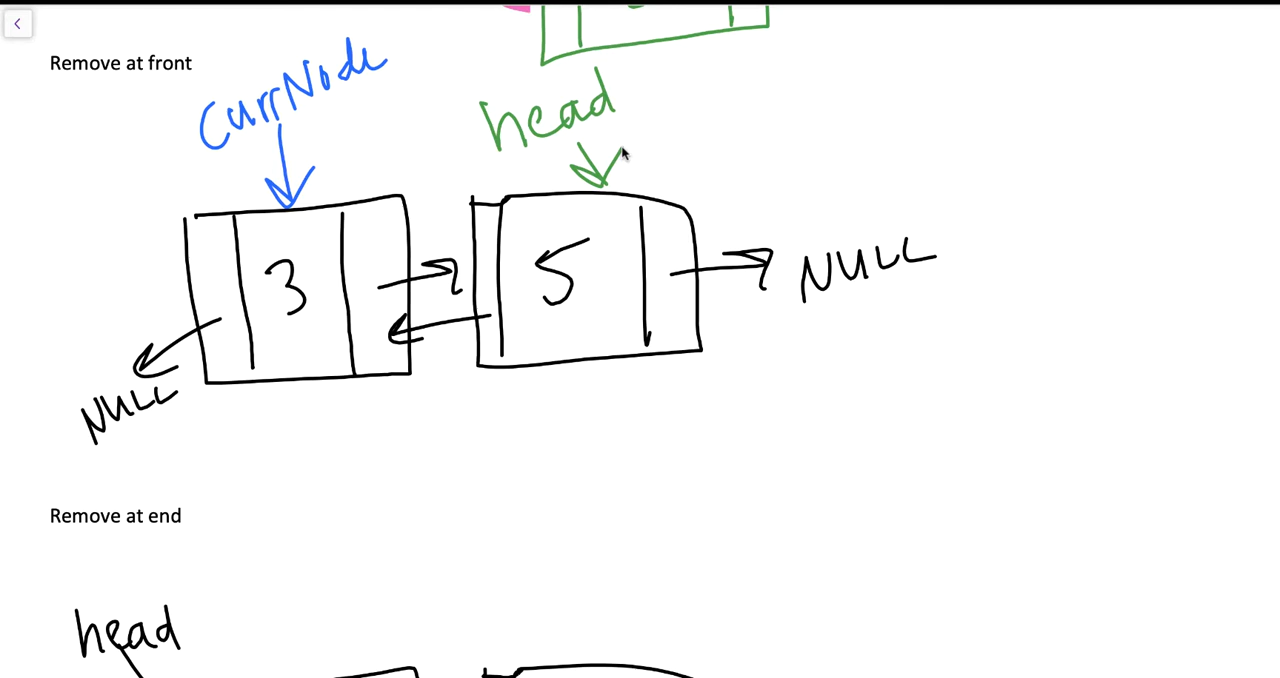 Remove at front
CurrNode
head
3
5
NULL
NULL
Remove at end
head